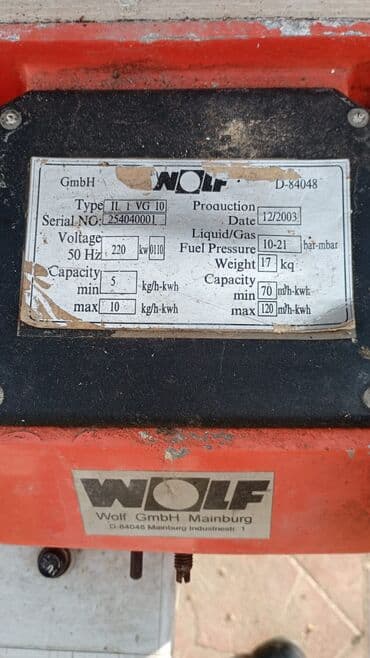 GmbH WOLF D-84048
Type IL 1 VG 10
Serial NG: 254040001
Voltage 50 Hz 220 kw 0110
Capacity
min 5 kg/h-kwh
max 10 kg/h-kwh
Production
Date 12/2003
Liquid/Gas
Fuel Pressure 10-21 bar-mbar
Weight 17 kq
Capacity
min 70 m³/h-kwh
max 120 m³/h-kwh
WOLF
Wolf GmbH Mainburg
D-84048 Mainburg Industriestr. 1